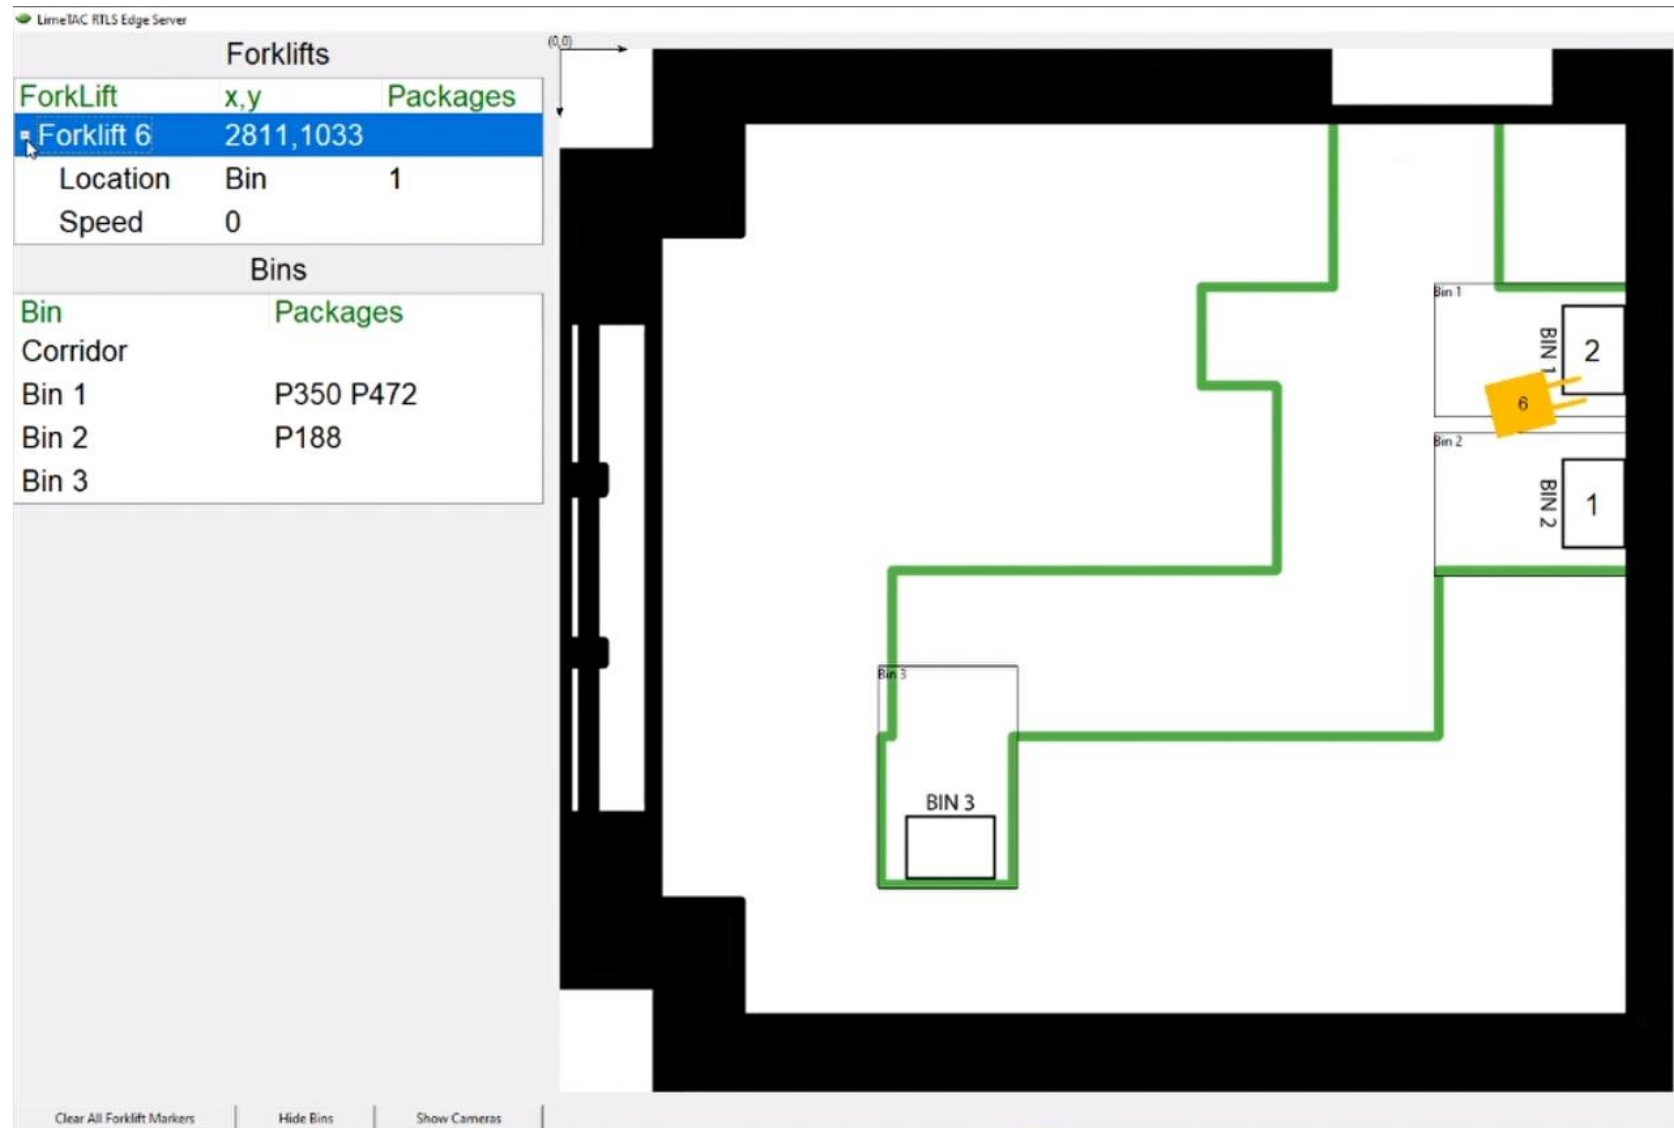 LimeTAC RTLS Edge Server
Forklifts
ForkLift x,y Packages
Forklift 6 2811,1033
Location Bin 1
Speed 0
Bins
Bin Packages
Corridor
Bin 1 P350 P472
Bin 2 P188
Bin 3
Clear All Forklift Markers Hide Bins Show Cameras
(0,0)
Bin 1
BIN 1
2
6
Bin 2
BIN 2
1
Bin 3
BIN 3